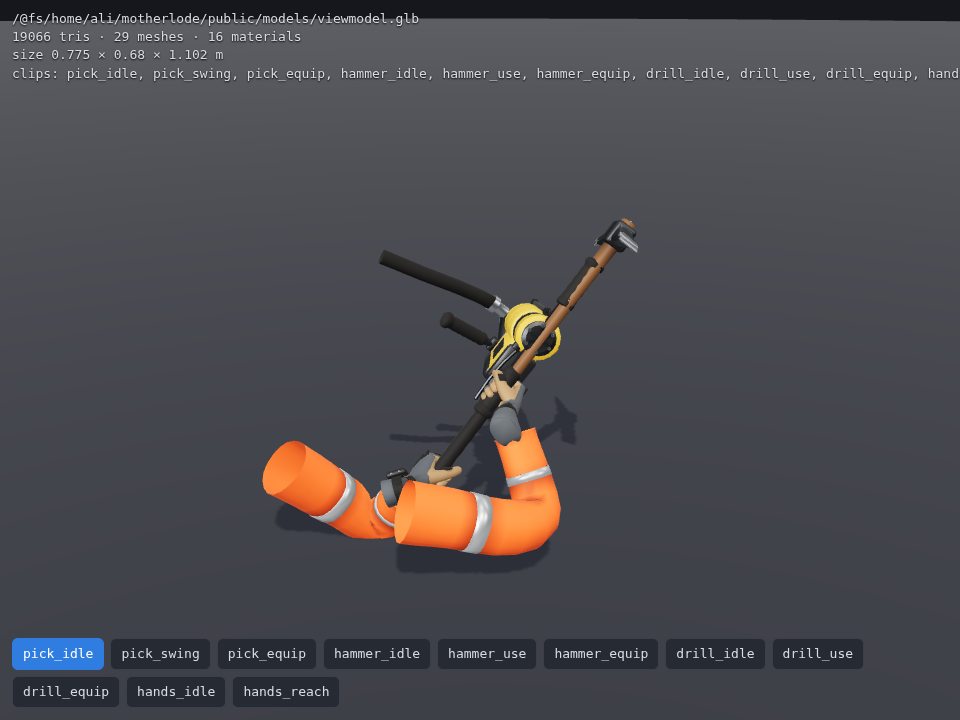 /@fs/home/ali/motherlode/public/models/viewmodel.glb
19066 tris · 29 meshes · 16 materials
size 0.775 × 0.68 × 1.102 m
clips: pick_idle, pick_swing, pick_equip, hammer_idle, hammer_use, hammer_equip, drill_idle, drill_use, drill_equip, hand
pick_idle pick_swing pick_equip hammer_idle hammer_use hammer_equip drill_idle drill_use
drill_equip hands_idle hands_reach